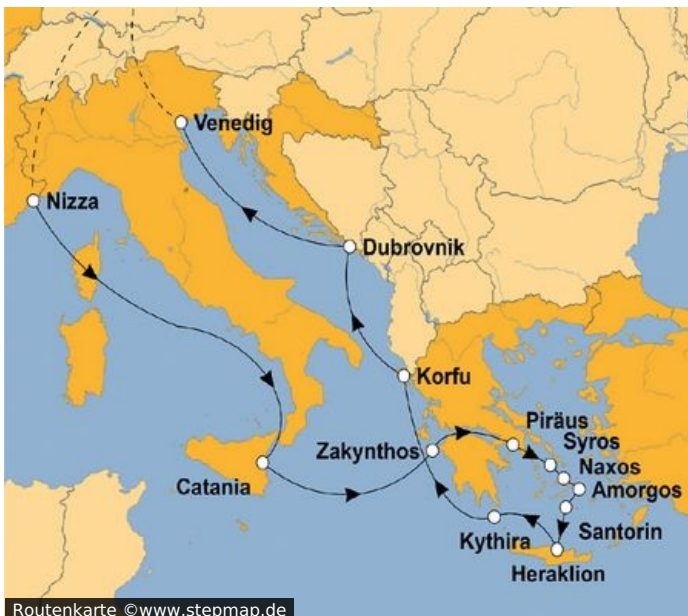 Venedig
Nizza
Dubrovnik
Korfu
Piräus
Syros
Zakynthos
Naxos
Catania
Amorgos
Santorin
Kythira
Heraklion
Routenkarte ©www.stepmap.de